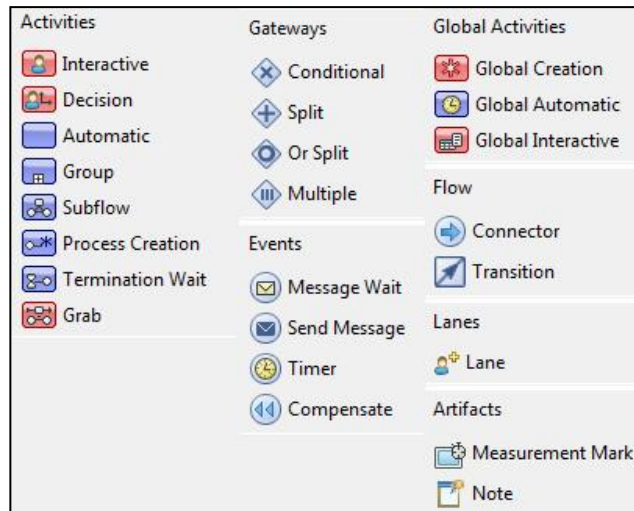 Activities
Interactive
Decision
Automatic
Group
Subflow
Process Creation
Termination Wait
Grab
Gateways
Conditional
Split
Or Split
Multiple
Events
Message Wait
Send Message
Timer
Compensate
Global Activities
Global Creation
Global Automatic
Global Interactive
Flow
Connector
Transition
Lanes
Lane
Artifacts
Measurement Mark
Note